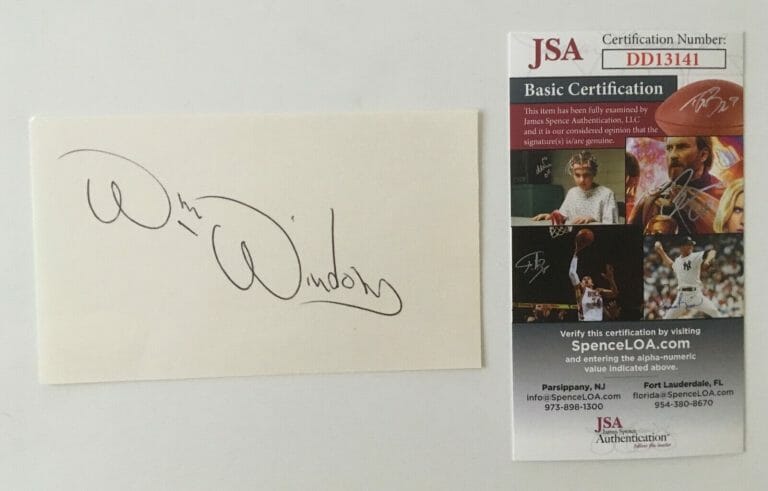 Wm Windom
JSA
Certification Number:
DD13141
Basic Certification
This item has been fully examined by
James Spence Authentication, LLC
and it is our considered opinion that the
signature(s) is/are genuine.
Verify this certification by visiting
SpenceLOA.com
and entering the alpha-numeric
value indicated above.
Parsippany, NJ
info@SpenceLOA.com
973-898-1300
Fort Lauderdale, FL
florida@SpenceLOA.com
954-380-8670
JSA
James Spence
Authentication